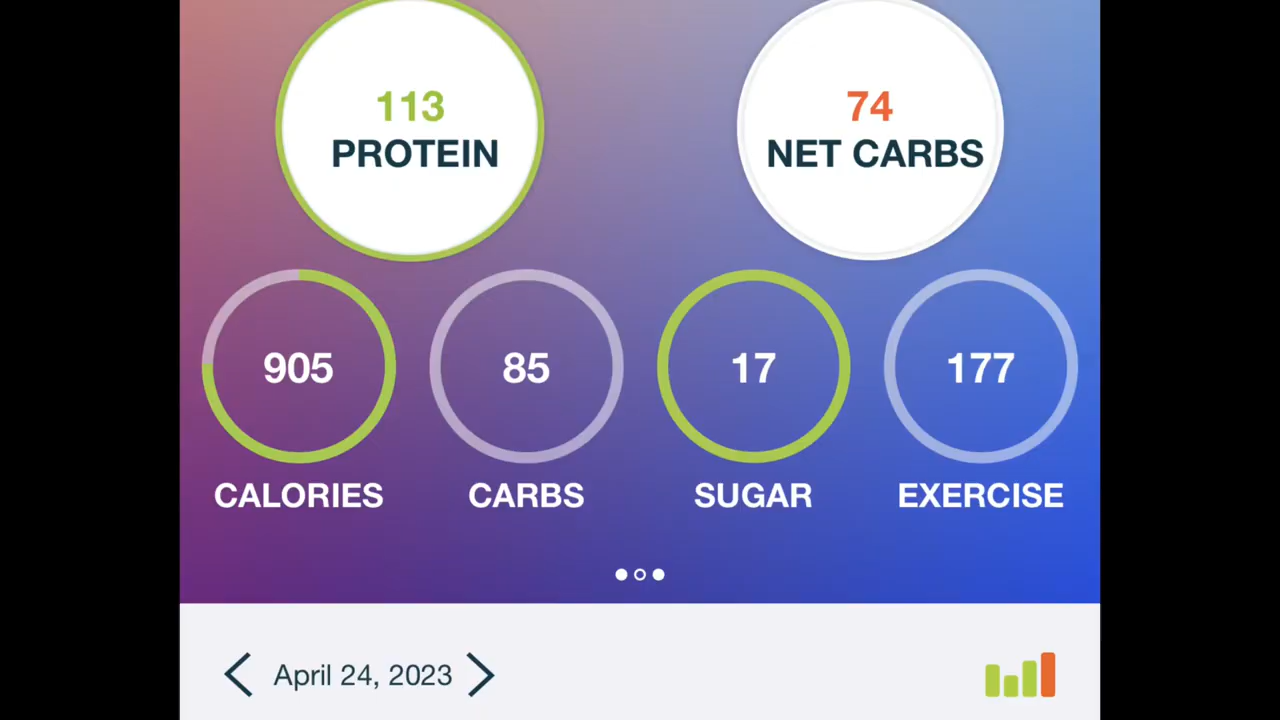 113
PROTEIN
74
NET CARBS
905
85
17
177
CALORIES
CARBS
SUGAR
EXERCISE
April 24, 2023